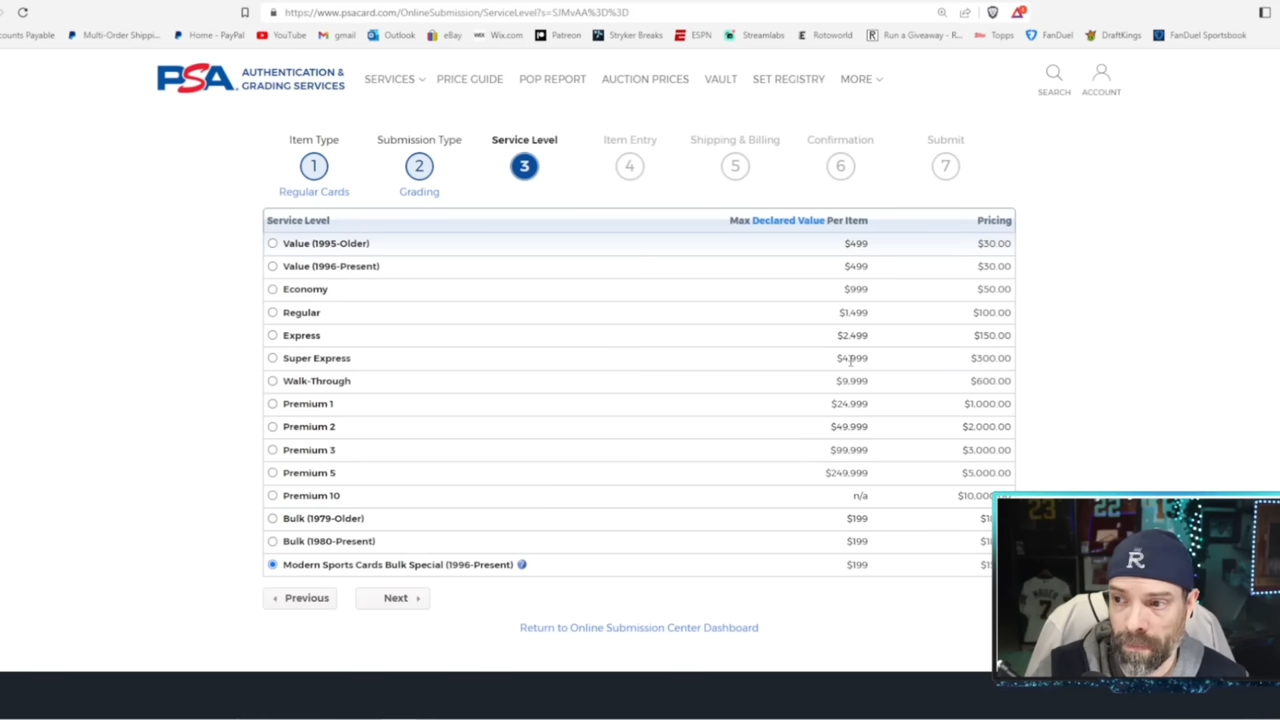 https://www.psacard.com/OnlineSubmission/ServiceLevel?s=SJMvAA%3D%3D
ounts Payable Multi-Order Shippi... Home - PayPal YouTube gmail Outlook eBay Wix.com Patreon Stryker Breaks ESPN Streamlabs Rotoworld Run a Giveaway - R... Topps FanDuel DraftKings FanDuel Sportsbook
PSA AUTHENTICATION & GRADING SERVICES SERVICES PRICE GUIDE POP REPORT AUCTION PRICES VAULT SET REGISTRY MORE SEARCH ACCOUNT
Item Type Submission Type Service Level Item Entry Shipping & Billing Confirmation Submit
1 2 3 4 5 6 7
Regular Cards Grading
Service Level Max Declared Value Per Item Pricing
Value (1995-Older) $499 $30.00
Value (1996-Present) $499 $30.00
Economy $999 $50.00
Regular $1,499 $100.00
Express $2,499 $150.00
Super Express $4,999 $300.00
Walk-Through $9,999 $600.00
Premium 1 $24,999 $1,000.00
Premium 2 $49,999 $2,000.00
Premium 3 $99,999 $3,000.00
Premium 5 $249,999 $5,000.00
Premium 10 n/a
Bulk (1979-Older) $199
Bulk (1980-Present) $199
Modern Sports Cards Bulk Special (1996-Present) ? $199
Previous Next
Return to Online Submission Center Dashboard
23 22
R
MAUER
7